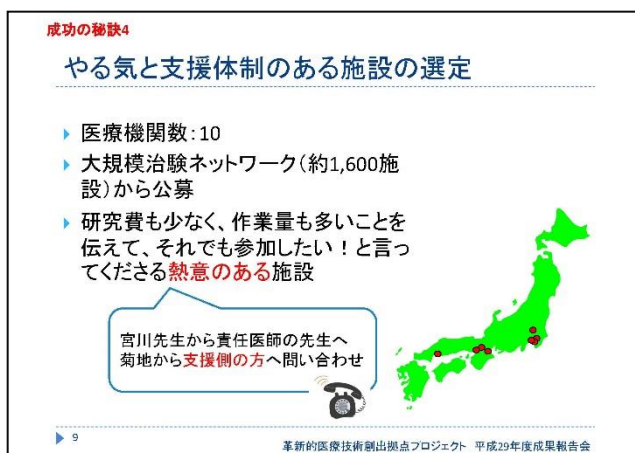 成功の秘訣4
やる気と支援体制のある施設の選定
医療機関数:10
大規模治験ネットワーク(約1,600施
設)から公募
研究費も少なく、作業量も多いことを
伝えて、それでも参加したい!と言っ
てくださる熱意のある施設
宮川先生から責任医師の先生へ
菊地から支援側の方へ問い合わせ
9
革新的医療技術創出拠点プロジェクト 平成29年度成果報告会